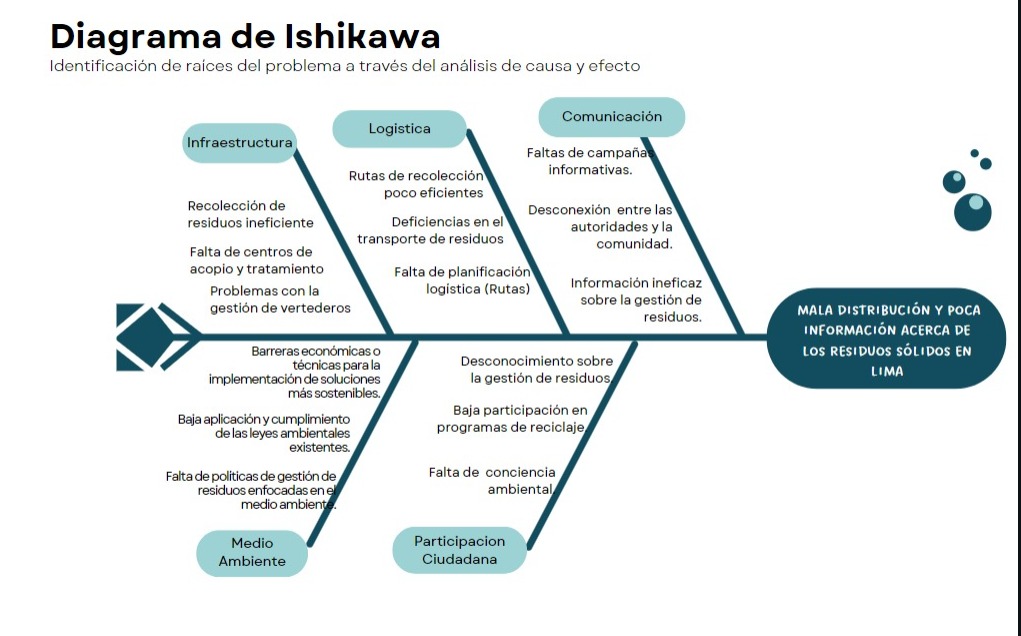 Diagrama de Ishikawa
Identificación de raíces del problema a través del análisis de causa y efecto
Infraestructura
Recolección de
residuos ineficiente
Falta de centros de
acopio y tratamiento
Problemas con la
gestión de vertederos
Logistica
Rutas de recolección
poco eficientes
Deficiencias en el
transporte de residuos
Falta de planificación
logística (Rutas)
Comunicación
Faltas de campañas
informativas.
Desconexión entre las
autoridades y la
comunidad.
Información ineficaz
sobre la gestión de
residuos.
MALA DISTRIBUCIÓN Y POCA
INFORMACIÓN ACERCA DE
LOS RESIDUOS SÓLIDOS EN
LIMA
Barreras económicas o
técnicas para la
implementación de soluciones
más sostenibles.
Baja aplicación y cumplimiento
de las leyes ambientales
existentes.
Falta de políticas de gestión de
residuos enfocadas en el
medio ambiente.
Medio
Ambiente
Desconocimiento sobre
la gestión de residuos.
Baja participación en
programas de reciclaje.
Falta de conciencia
ambiental.
Participacion
Ciudadana